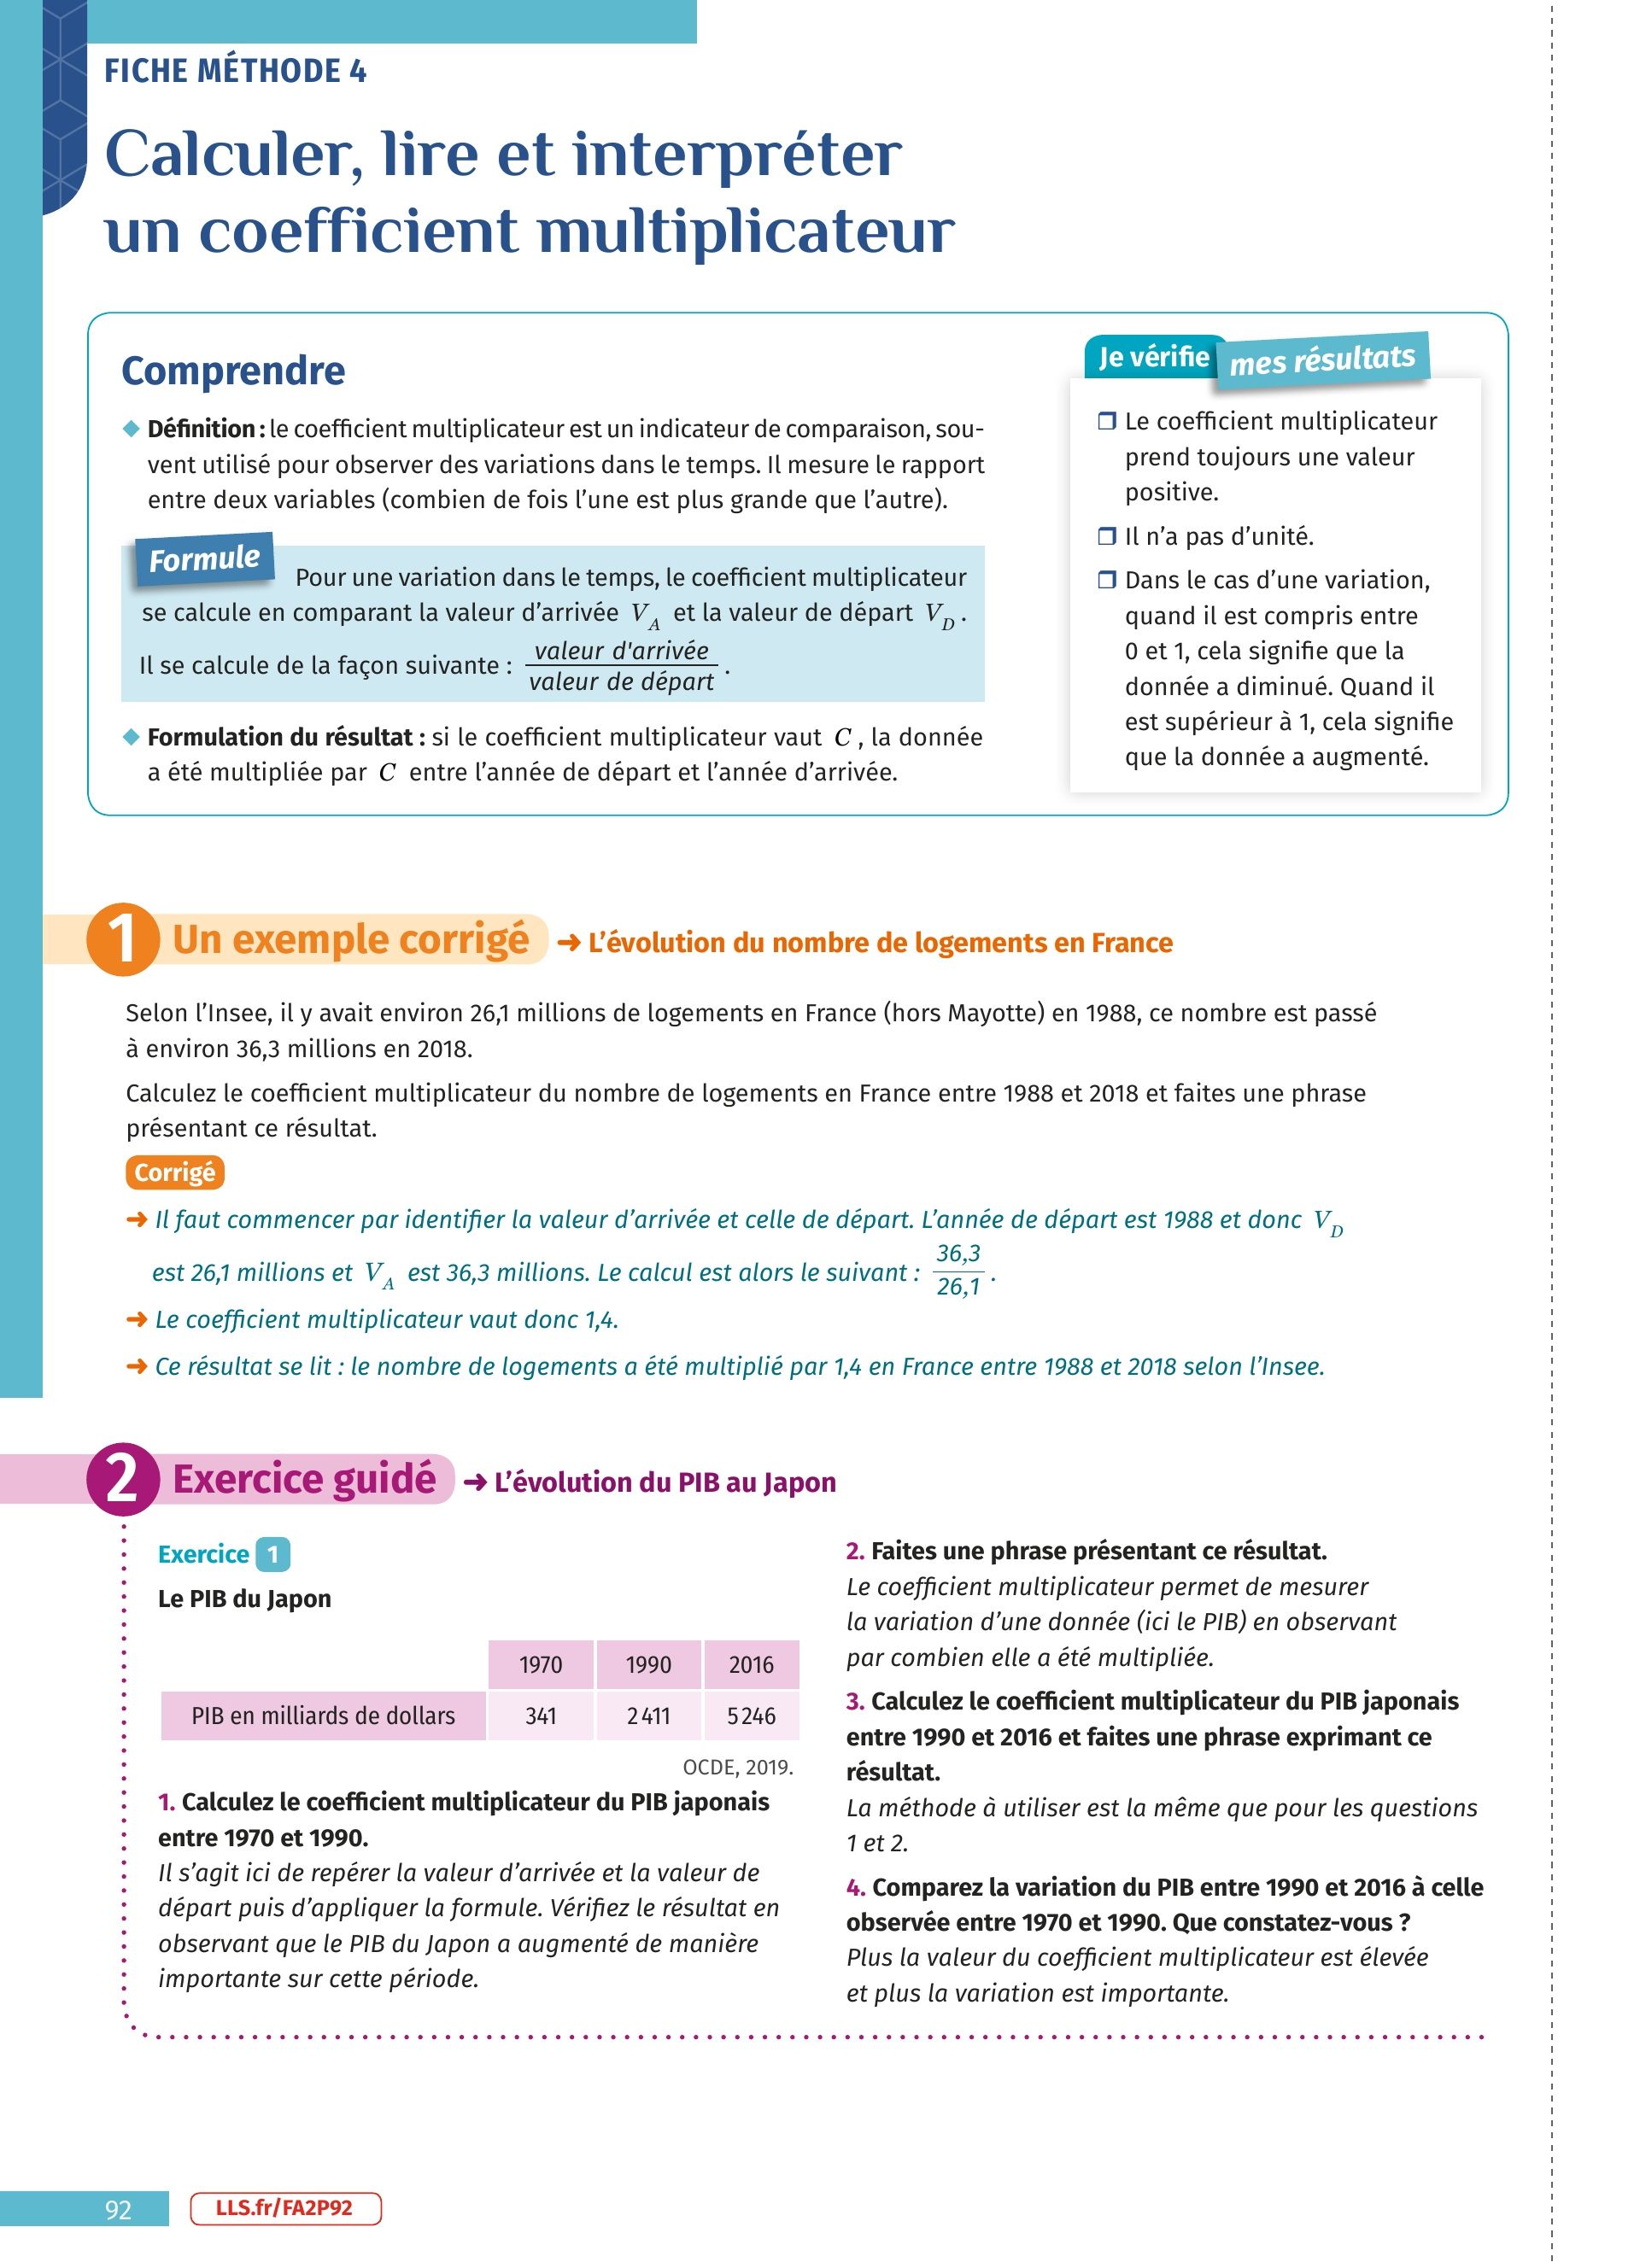 FICHE MÉTHODE 4
Calculer, lire et interpréter
un coefficient multiplicateur
Comprendre
◆ Définition : le coefficient multiplicateur est un indicateur de comparaison, sou-
vent utilisé pour observer des variations dans le temps. Il mesure le rapport
entre deux variables (combien de fois l’une est plus grande que l’autre).
Formule
Pour une variation dans le temps, le coefficient multiplicateur
se calcule en comparant la valeur d’arrivée V_A et la valeur de départ V_D.
Il se calcule de la façon suivante : valeur d'arrivée / valeur de départ.
◆ Formulation du résultat : si le coefficient multiplicateur vaut C, la donnée
a été multipliée par C entre l’année de départ et l’année d’arrivée.
Je vérifie mes résultats
❒ Le coefficient multiplicateur
prend toujours une valeur
positive.
❒ Il n’a pas d’unité.
❒ Dans le cas d’une variation,
quand il est compris entre
0 et 1, cela signifie que la
donnée a diminué. Quand il
est supérieur à 1, cela signifie
que la donnée a augmenté.
1 Un exemple corrigé ➜ L’évolution du nombre de logements en France
Selon l’Insee, il y avait environ 26,1 millions de logements en France (hors Mayotte) en 1988, ce nombre est passé
à environ 36,3 millions en 2018.
Calculez le coefficient multiplicateur du nombre de logements en France entre 1988 et 2018 et faites une phrase
présentant ce résultat.
Corrigé
➜ Il faut commencer par identifier la valeur d’arrivée et celle de départ. L’année de départ est 1988 et donc V_D
est 26,1 millions et V_A est 36,3 millions. Le calcul est alors le suivant : 36,3 / 26,1.
➜ Le coefficient multiplicateur vaut donc 1,4.
➜ Ce résultat se lit : le nombre de logements a été multiplié par 1,4 en France entre 1988 et 2018 selon l’Insee.
2 Exercice guidé ➜ L’évolution du PIB au Japon
Exercice 1
Le PIB du Japon
1970 1990 2016
PIB en milliards de dollars 341 2 411 5 246
OCDE, 2019.
1. Calculez le coefficient multiplicateur du PIB japonais
entre 1970 et 1990.
Il s’agit ici de repérer la valeur d’arrivée et la valeur de
départ puis d’appliquer la formule. Vérifiez le résultat en
observant que le PIB du Japon a augmenté de manière
importante sur cette période.
2. Faites une phrase présentant ce résultat.
Le coefficient multiplicateur permet de mesurer
la variation d’une donnée (ici le PIB) en observant
par combien elle a été multipliée.
3. Calculez le coefficient multiplicateur du PIB japonais
entre 1990 et 2016 et faites une phrase exprimant ce
résultat.
La méthode à utiliser est la même que pour les questions
1 et 2.
4. Comparez la variation du PIB entre 1990 et 2016 à celle
observée entre 1970 et 1990. Que constatez-vous ?
Plus la valeur du coefficient multiplicateur est élevée
et plus la variation est importante.
92
LLS.fr/FA2P92